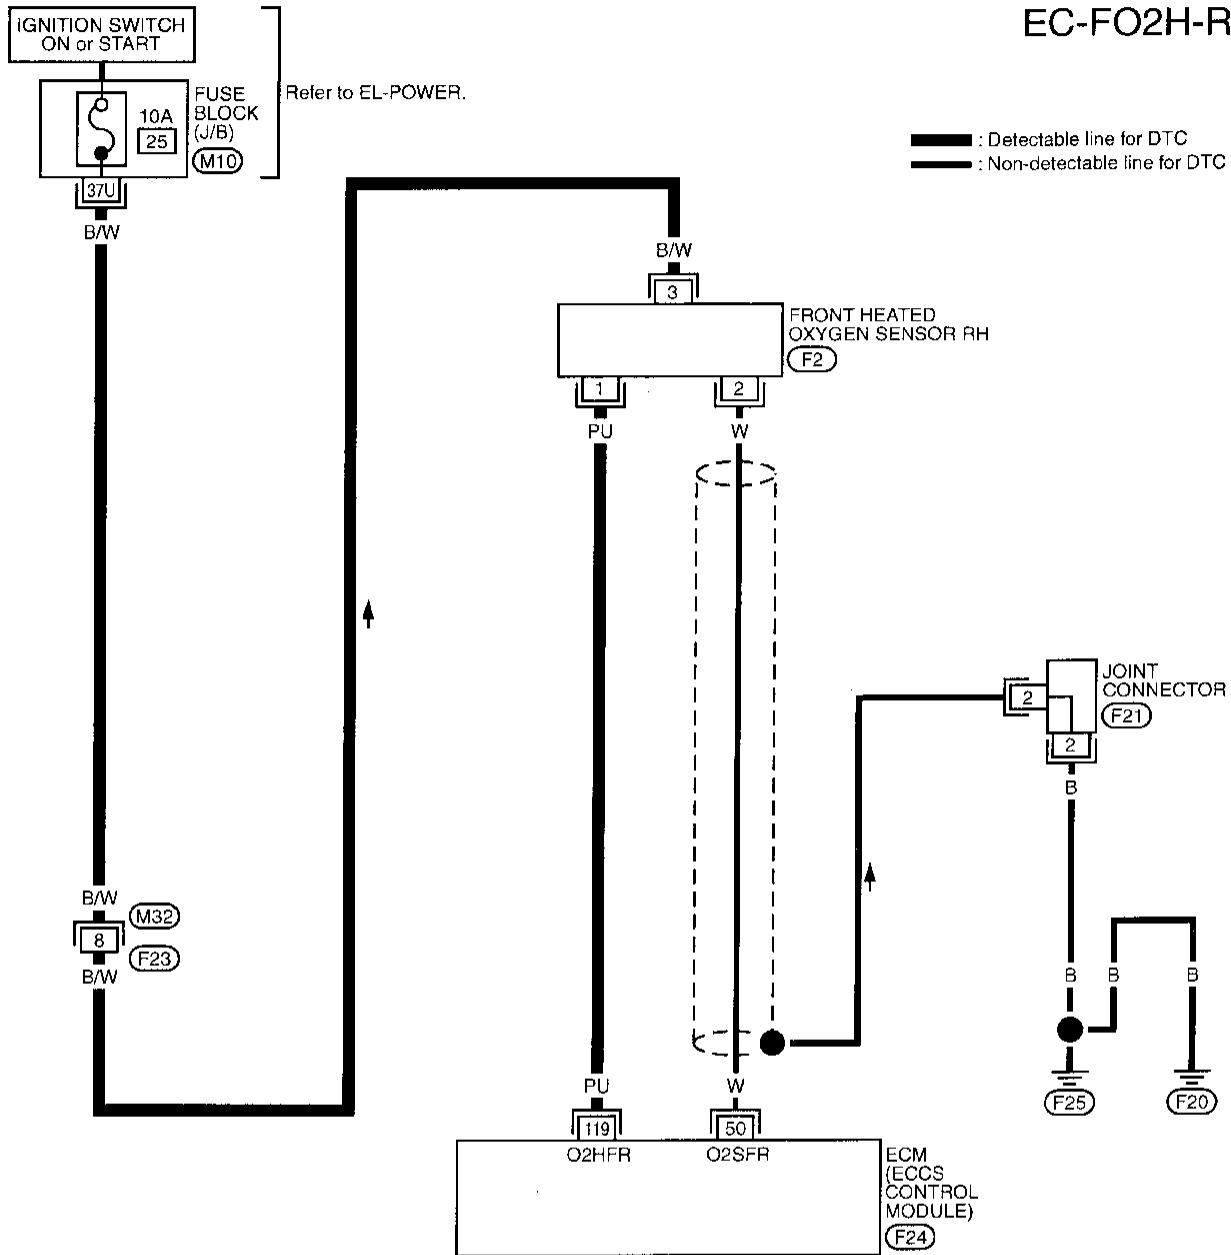 EC-FO2H-R
IGNITION SWITCH
ON or START
FUSE
BLOCK
(J/B)
M10
10A
25
Refer to EL-POWER.
37U
B/W
: Detectable line for DTC
: Non-detectable line for DTC
B/W
3
FRONT HEATED
OXYGEN SENSOR RH
F2
1
2
PU
W
2
JOINT
CONNECTOR
F21
2
B
B/W
M32
8
F23
B/W
B
B
B
F25
F20
PU
W
119
50
O2HFR
O2SFR
ECM
(ECCS
CONTROL
MODULE)
F24